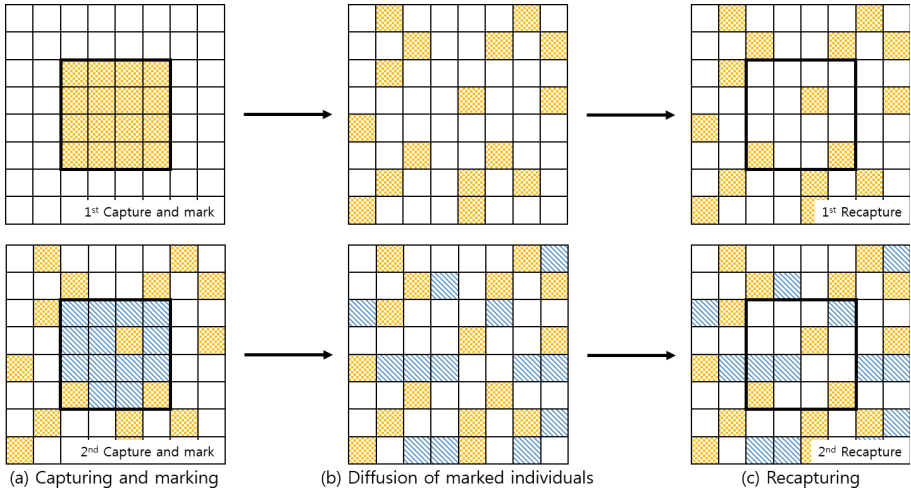 1st Capture and mark
1st Recapture
2nd Capture and mark
2nd Recapture
(a) Capturing and marking
(b) Diffusion of marked individuals
(c) Recapturing